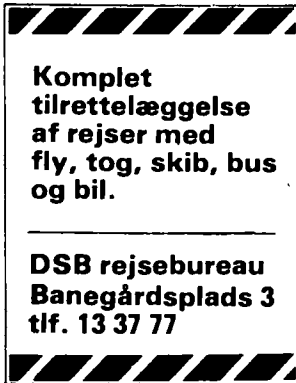 Komplet
tilrettelæggelse
af rejser med
fly, tog, skib, bus
og bil.
DSB rejsebureau
Banegårdsplads 3
tlf. 13 37 77